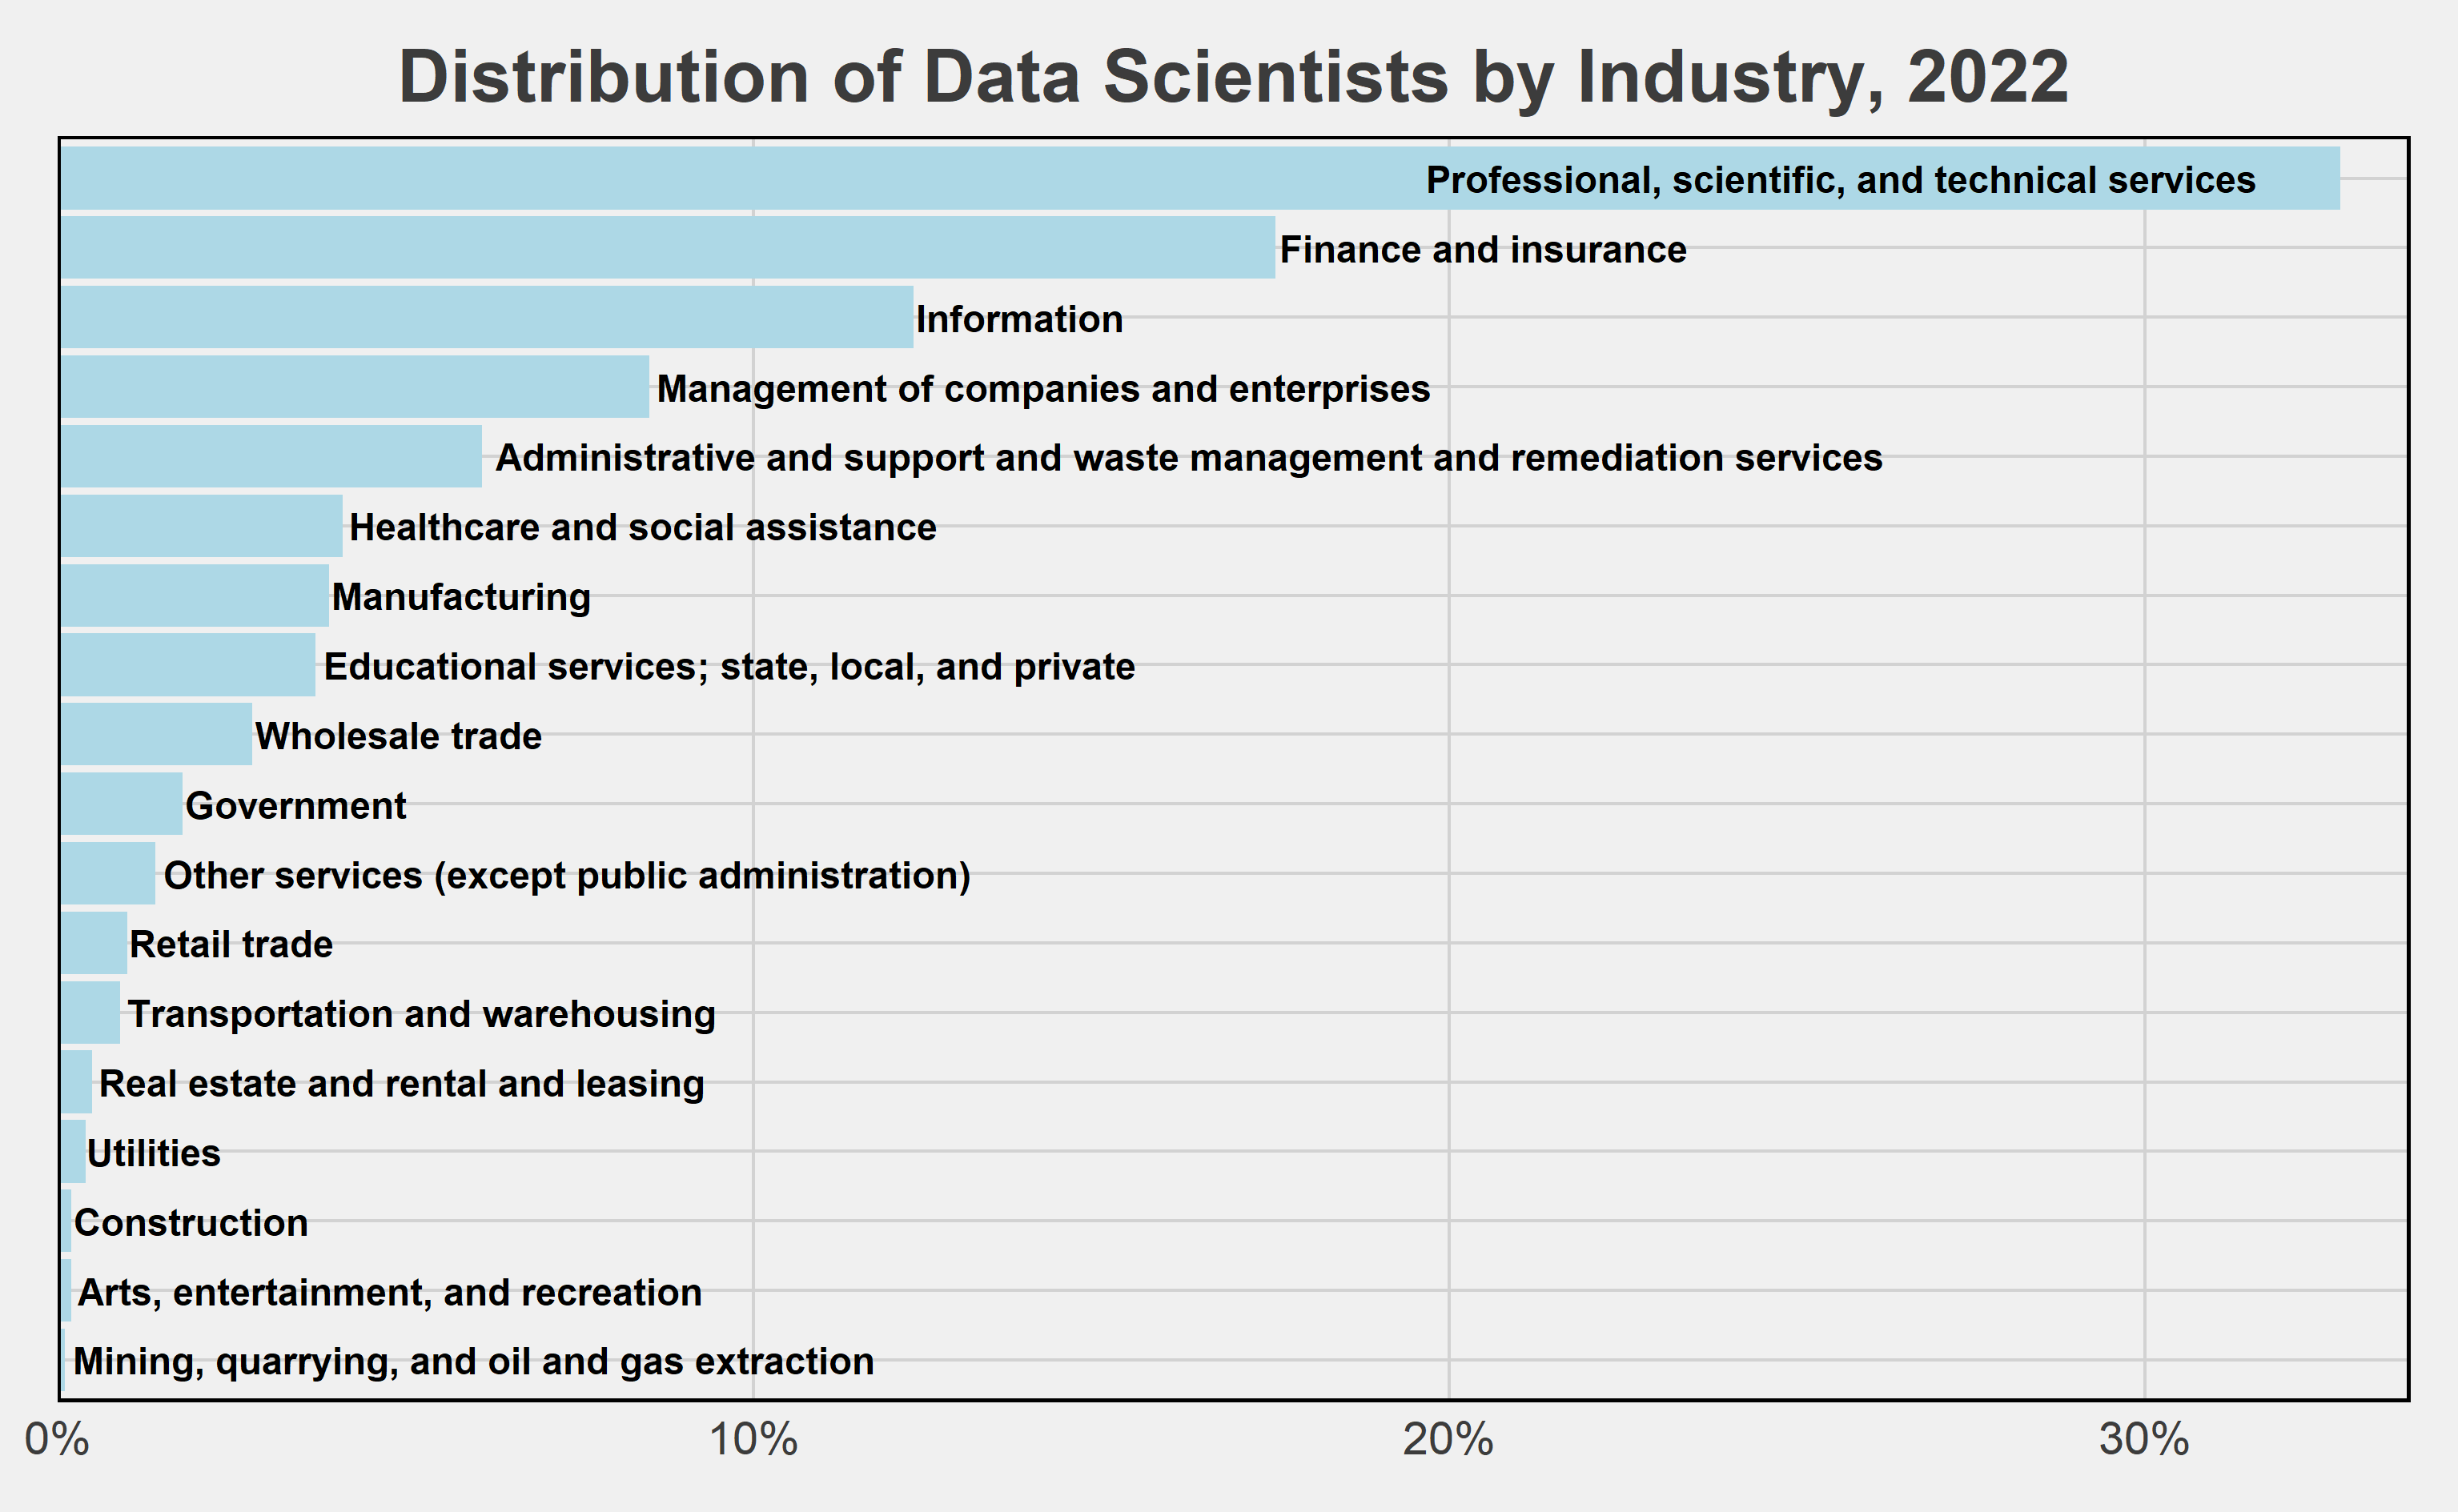 Distribution of Data Scientists by Industry, 2022
Professional, scientific, and technical services
Finance and insurance
Information
Management of companies and enterprises
Administrative and support and waste management and remediation services
Healthcare and social assistance
Manufacturing
Educational services; state, local, and private
Wholesale trade
Government
Other services (except public administration)
Retail trade
Transportation and warehousing
Real estate and rental and leasing
Utilities
Construction
Arts, entertainment, and recreation
Mining, quarrying, and oil and gas extraction
0% 10% 20% 30%